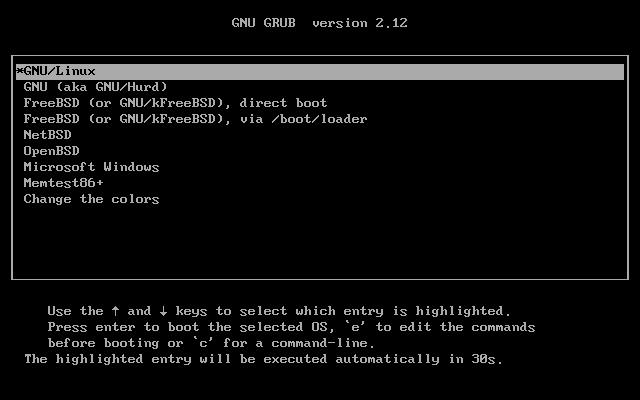 GNU GRUB  version 2.12
*GNU/Linux
GNU (aka GNU/Hurd)
FreeBSD (or GNU/kFreeBSD), direct boot
FreeBSD (or GNU/kFreeBSD), via /boot/loader
NetBSD
OpenBSD
Microsoft Windows
Memtest86+
Change the colors
Use the ↑ and ↓ keys to select which entry is highlighted.
Press enter to boot the selected OS, `e' to edit the commands
before booting or `c' for a command-line.
The highlighted entry will be executed automatically in 30s.